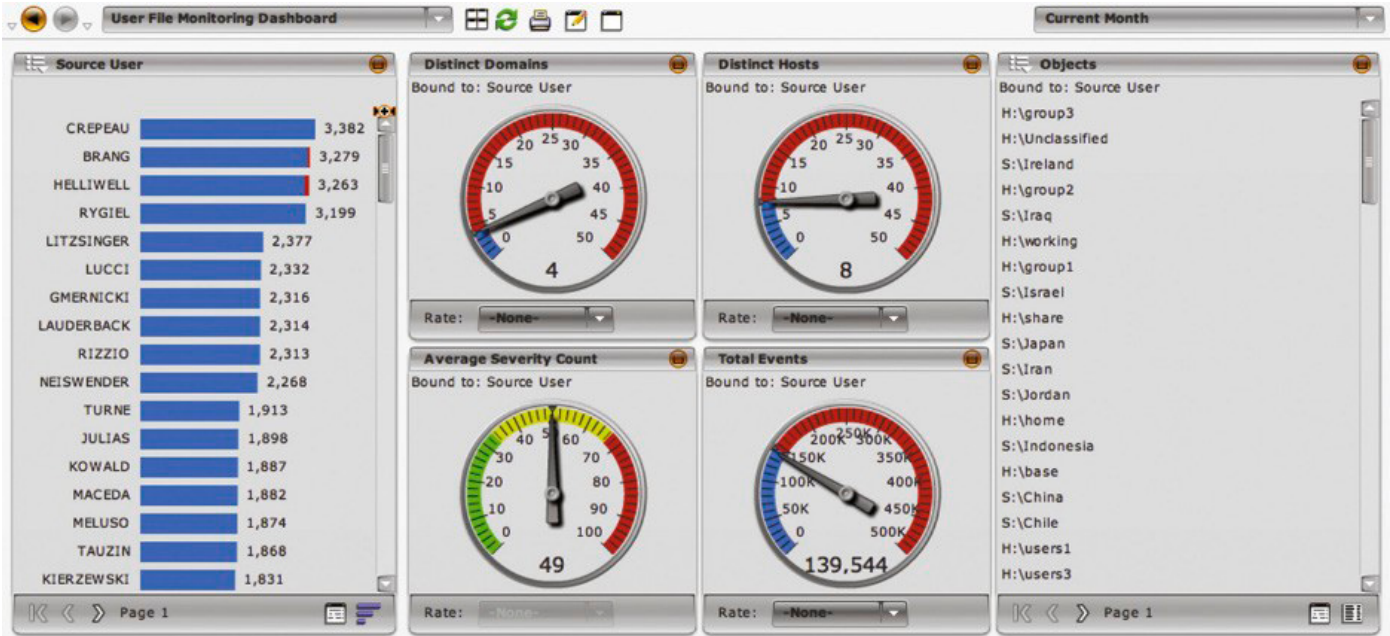 User File Monitoring Dashboard
Current Month
Source User
CREPEAU 3,382
BRANG 3,279
HELLIWELL 3,263
RYGIEL 3,199
LITZSINGER 2,377
LUCCI 2,332
GMERNICKI 2,316
LAUDERBACK 2,314
RIZZIO 2,313
NEISWENDER 2,268
TURNE 1,913
JULIAS 1,898
KOWALD 1,887
MACEDA 1,882
MELUSO 1,874
TAUZIN 1,868
KIERZEWSKI 1,831
Page 1
Distinct Domains
Bound to: Source User
0 5 10 15 20 25 30 35 40 45 50
4
Rate: -None-
Distinct Hosts
Bound to: Source User
0 5 10 15 20 25 30 35 40 45 50
8
Rate: -None-
Average Severity Count
Bound to: Source User
0 10 20 30 40 50 60 70 80 90 100
49
Rate: -None-
Total Events
Bound to: Source User
0 50K 100K 150K 200K 250K 300K 350K 400K 450K 500K
139,544
Rate: -None-
Objects
Bound to: Source User
H:\group3
H:\Unclassified
S:\Ireland
H:\group2
S:\Iraq
H:\working
H:\group1
S:\Israel
H:\share
S:\Japan
S:\Iran
S:\Jordan
H:\home
S:\Indonesia
H:\base
S:\China
S:\Chile
H:\users1
H:\users3
Page 1